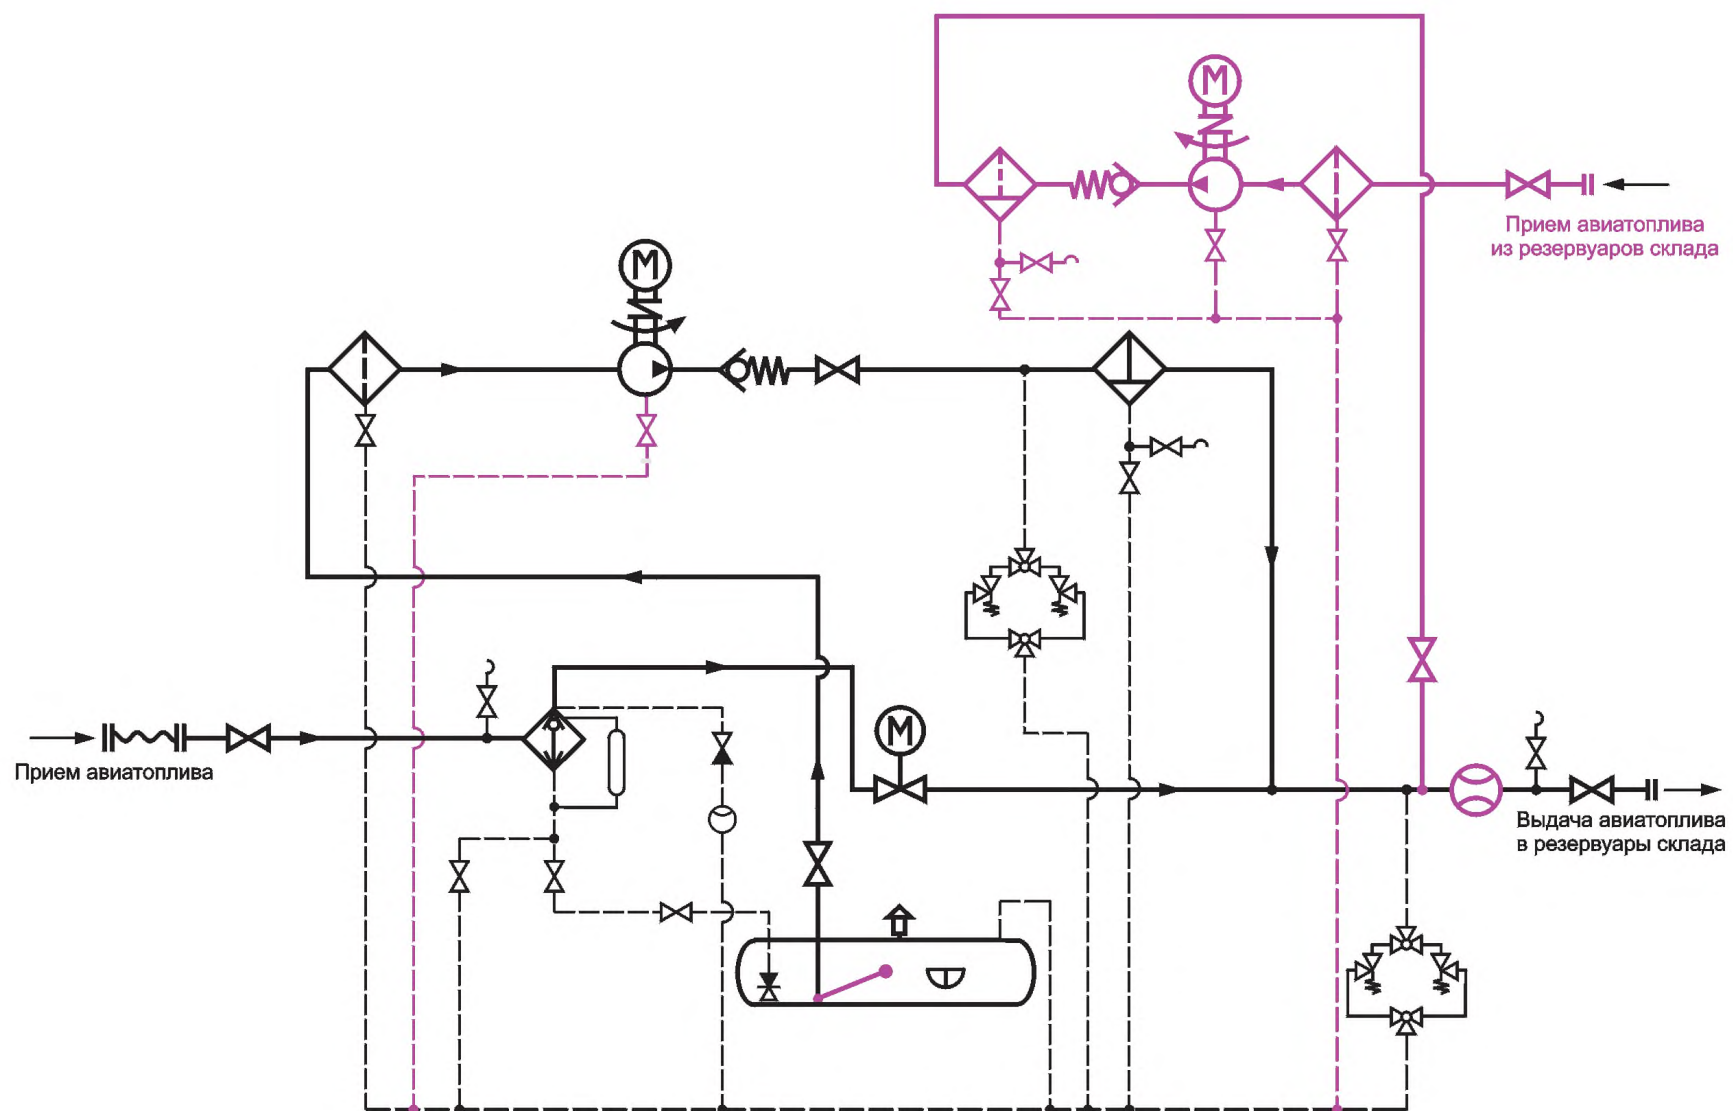 M
Прием авиатоплива
из резервуаров склада
M
M
Прием авиатоплива
Выдача авиатоплива
в резервуары склада